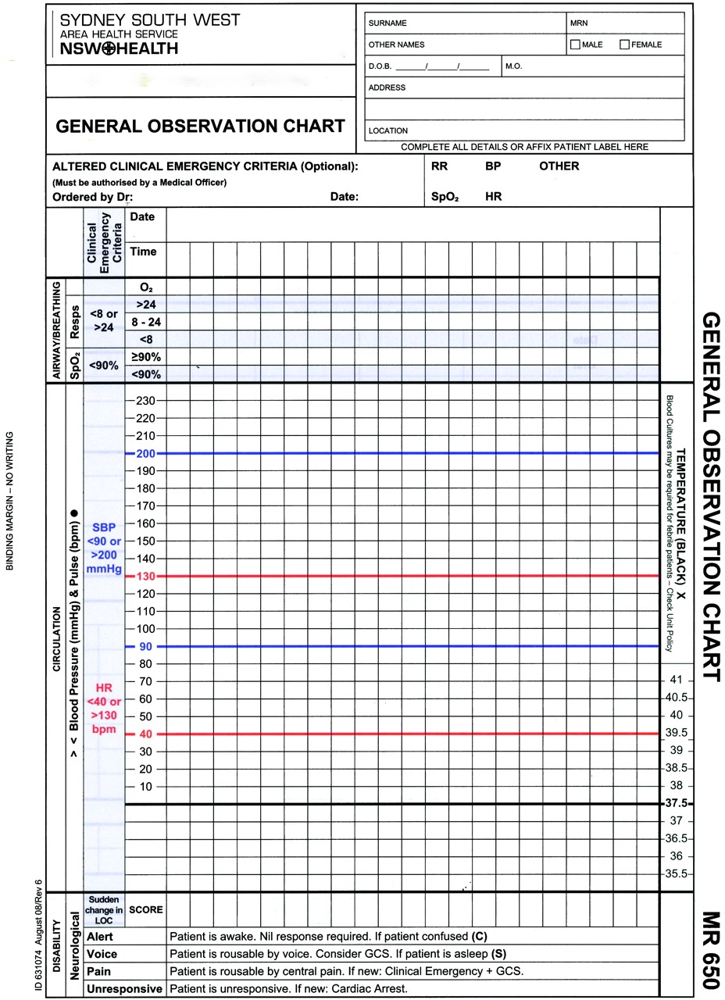 SYDNEY SOUTH WEST
AREA HEALTH SERVICE
NSW HEALTH
GENERAL OBSERVATION CHART
SURNAME
MRN
OTHER NAMES
MALE
FEMALE
D.O.B. ______/______/______
M.O.
ADDRESS
LOCATION
COMPLETE ALL DETAILS OR AFFIX PATIENT LABEL HERE
ALTERED CLINICAL EMERGENCY CRITERIA (Optional):
(Must be authorised by a Medical Officer)
Ordered by Dr: Date:
RR BP OTHER
SpO₂ HR
Clinical
Emergency
Criteria
Date
Time
AIRWAY/BREATHING
Resps
<8 or
>24
O₂
>24
8 - 24
<8
SpO₂
<90%
≥90%
<90%
CIRCULATION
> < Blood Pressure (mmHg) & Pulse (bpm) ●
SBP
<90 or
>200
mmHg
HR
<40 or
>130
bpm
230
220
210
200
190
180
170
160
150
140
130
120
110
100
90
80
70
60
50
40
30
20
10
TEMPERATURE (BLACK) X
Blood Cultures may be required for febrile patients – Check Unit Policy
41
40.5
40
39.5
39
38.5
38
37.5
37
36.5
36
35.5
DISABILITY
Neurological
Sudden
change in
LOC
SCORE
Alert Patient is awake. Nil response required. If patient confused (C)
Voice Patient is rousable by voice. Consider GCS. If patient is asleep (S)
Pain Patient is rousable by central pain. If new: Clinical Emergency + GCS.
Unresponsive Patient is unresponsive. If new: Cardiac Arrest.
BINDING MARGIN – NO WRITING
ID 631074 August 08/Rev 6
GENERAL OBSERVATION CHART
MR 650